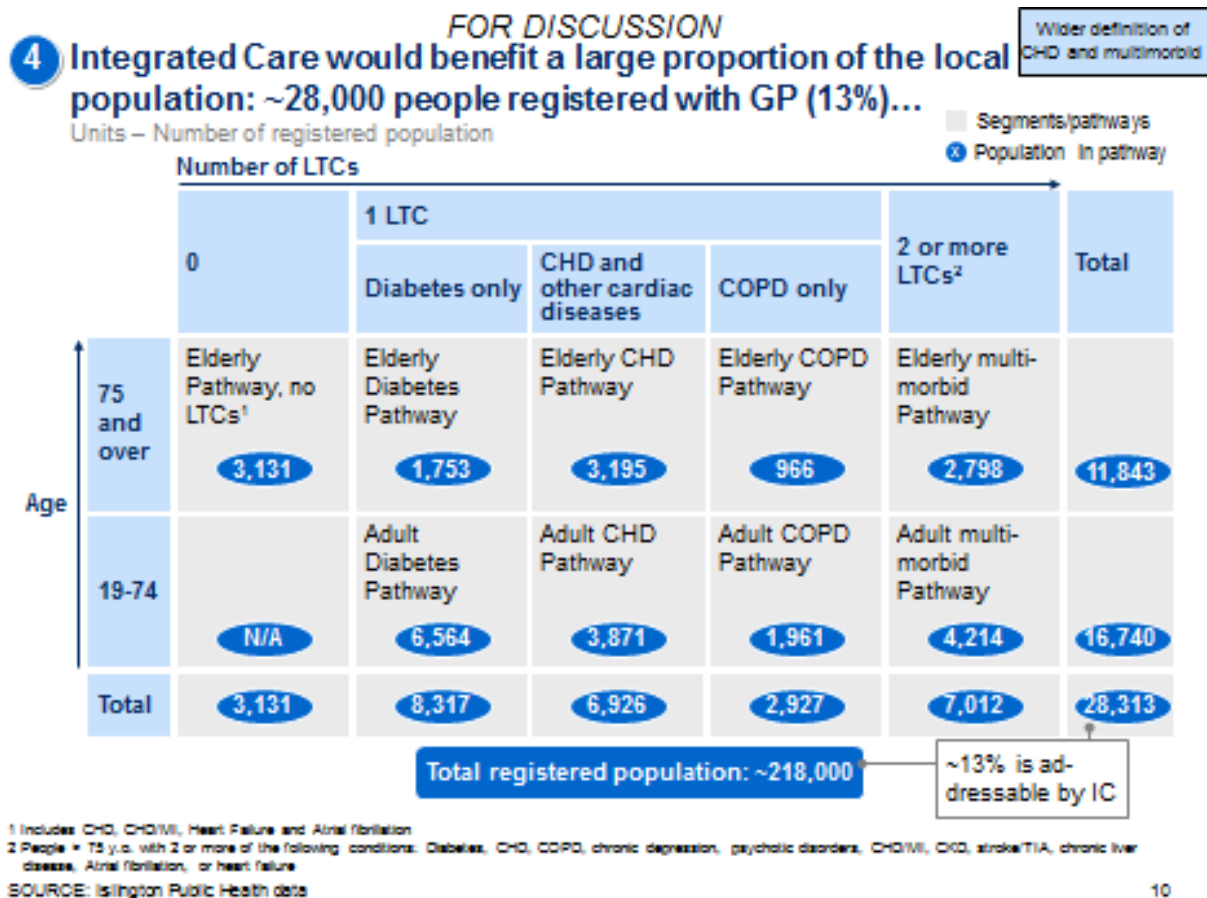 FOR DISCUSSION
Wider definition of
CHD and multimorbid
4 Integrated Care would benefit a large proportion of the local
population: ~28,000 people registered with GP (13%)…
Units – Number of registered population
Segments/pathways
x Population in pathway
Number of LTCs
0
1 LTC
Diabetes only
CHD and
other cardiac
diseases
COPD only
2 or more
LTCs²
Total
Age
75
and
over
Elderly
Pathway, no
LTCs¹
3,131
Elderly
Diabetes
Pathway
1,753
Elderly CHD
Pathway
3,195
Elderly COPD
Pathway
966
Elderly multi-
morbid
Pathway
2,798
11,843
19-74
N/A
Adult
Diabetes
Pathway
6,564
Adult CHD
Pathway
3,871
Adult COPD
Pathway
1,961
Adult multi-
morbid
Pathway
4,214
16,740
Total
3,131
8,317
6,926
2,927
7,012
28,313
Total registered population: ~218,000
~13% is ad-
dressable by IC
1 Includes CHD, CHD/MI, Heart Failure and Atrial fibrilation
2 People 75 y.o. with 2 or more of the following conditions: Diabetes, CHD, COPD, chronic depression, psychotic disorders, CHD/MI, CKD, stroke/TIA, chronic liver
disease, Atrial fibrilation, or heart failure
SOURCE: Islington Public Health data
10